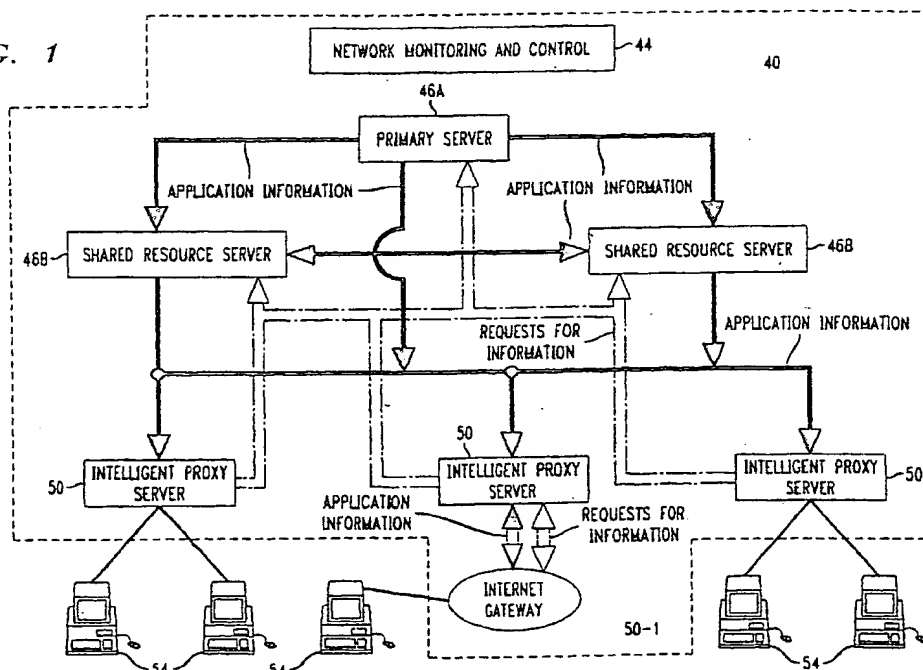 G. 1
NETWORK MONITORING AND CONTROL
44
40
46A
PRIMARY SERVER
APPLICATION INFORMATION
APPLICATION INFORMATION
46B
SHARED RESOURCE SERVER
SHARED RESOURCE SERVER
46B
REQUESTS FOR
INFORMATION
APPLICATION INFORMATION
50
INTELLIGENT PROXY
SERVER
50
INTELLIGENT PROXY
SERVER
INTELLIGENT PROXY
SERVER
50
APPLICATION
INFORMATION
REQUESTS FOR
INFORMATION
INTERNET
GATEWAY
50-1
54
54
54